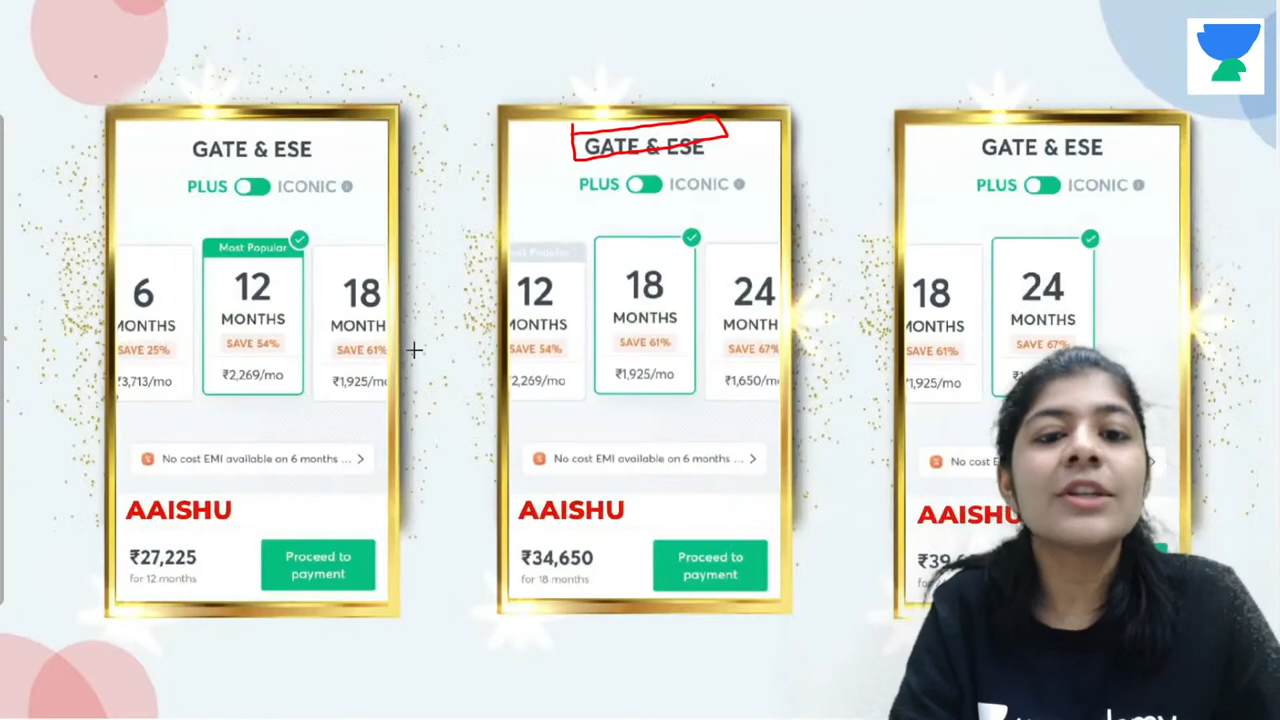 GATE & ESE
PLUS ICONIC
Most Popular
6
MONTHS
SAVE 25%
₹3,713/mo
12
MONTHS
SAVE 54%
₹2,269/mo
18
MONTH
SAVE 61%
₹1,925/mo
No cost EMI available on 6 months ...
AAISHU
₹27,225
for 12 months
Proceed to
payment
GATE & ESE
PLUS ICONIC
ost Popular
12
MONTHS
SAVE 54%
2,269/mo
18
MONTHS
SAVE 61%
₹1,925/mo
24
MONTH
SAVE 67%
₹1,650/m
No cost EMI available on 6 months ...
AAISHU
₹34,650
for 18 months
Proceed to
payment
GATE & ESE
PLUS ICONIC
18
MONTHS
SAVE 61%
1,925/mo
24
MONTHS
SAVE 67%
No cost E
AAISHU
₹39,6